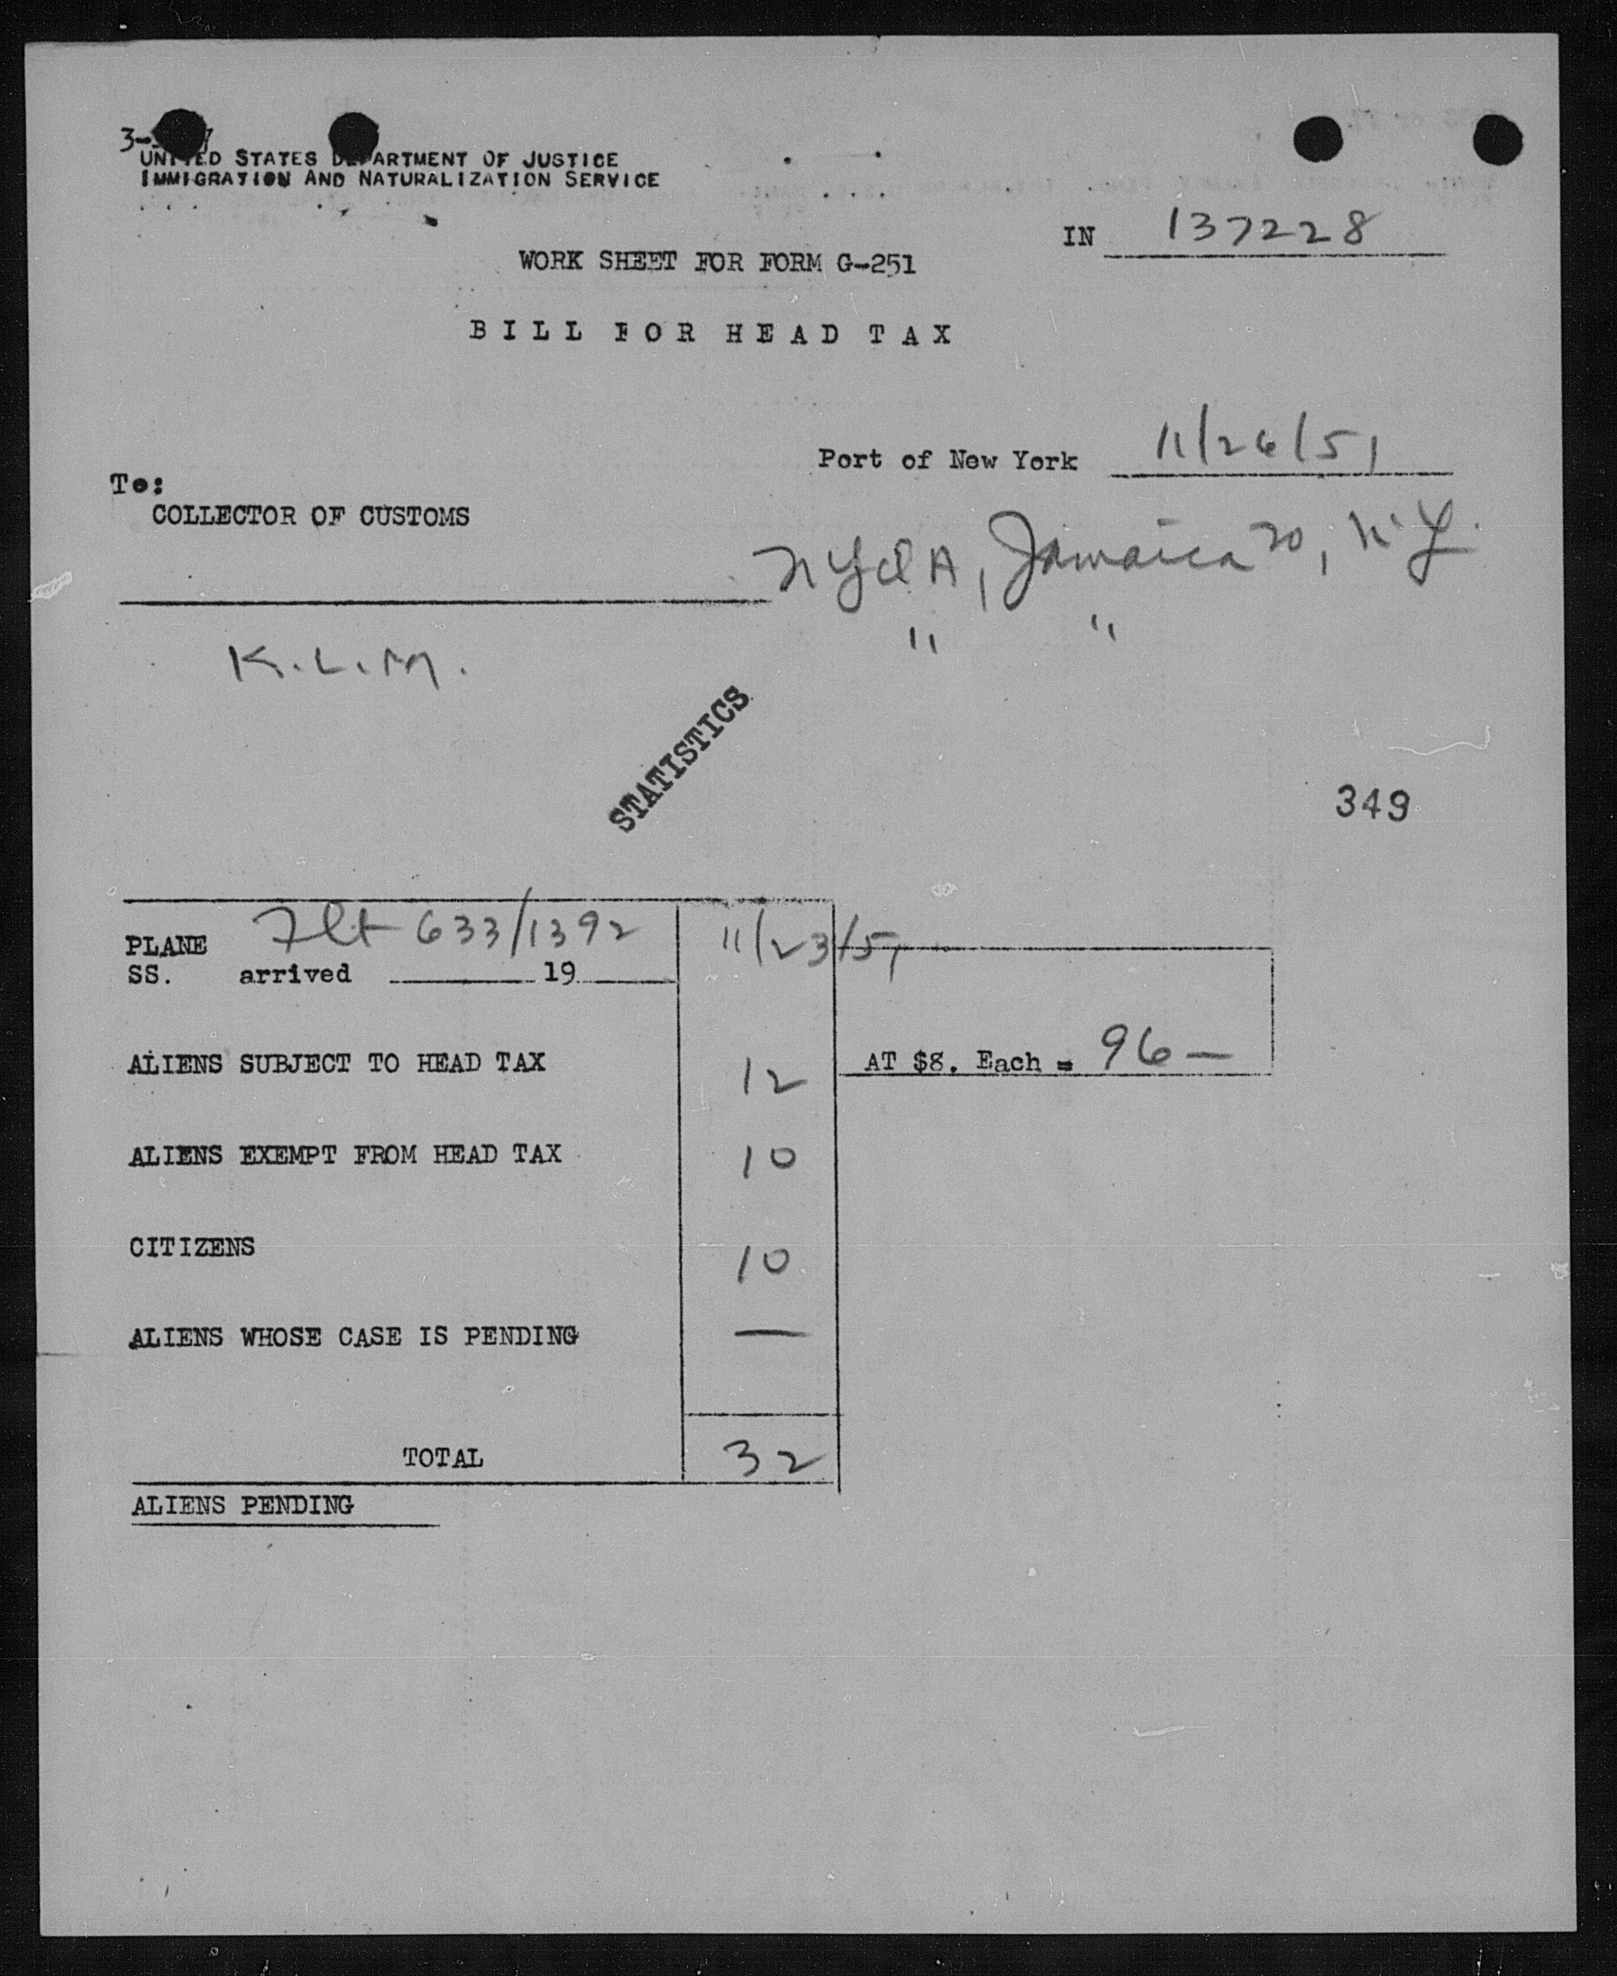 UNITED STATES DEPARTMENT OF JUSTICE
IMMIGRATION AND NATURALIZATION SERVICE
IN 137228
WORK SHEET FOR FORM G-251
BILL FOR HEAD TAX
Port of New York 11/26/51
To:
COLLECTOR OF CUSTOMS
Jamaica 20, N.Y.
" "
K.L.M.
STATISTICS
349
PLANE Flt 633/1392 11/23/51
SS. arrived 19
ALIENS SUBJECT TO HEAD TAX 12 AT $8. Each = 96—
ALIENS EXEMPT FROM HEAD TAX 10
CITIZENS 10
ALIENS WHOSE CASE IS PENDING —
TOTAL 32
ALIENS PENDING